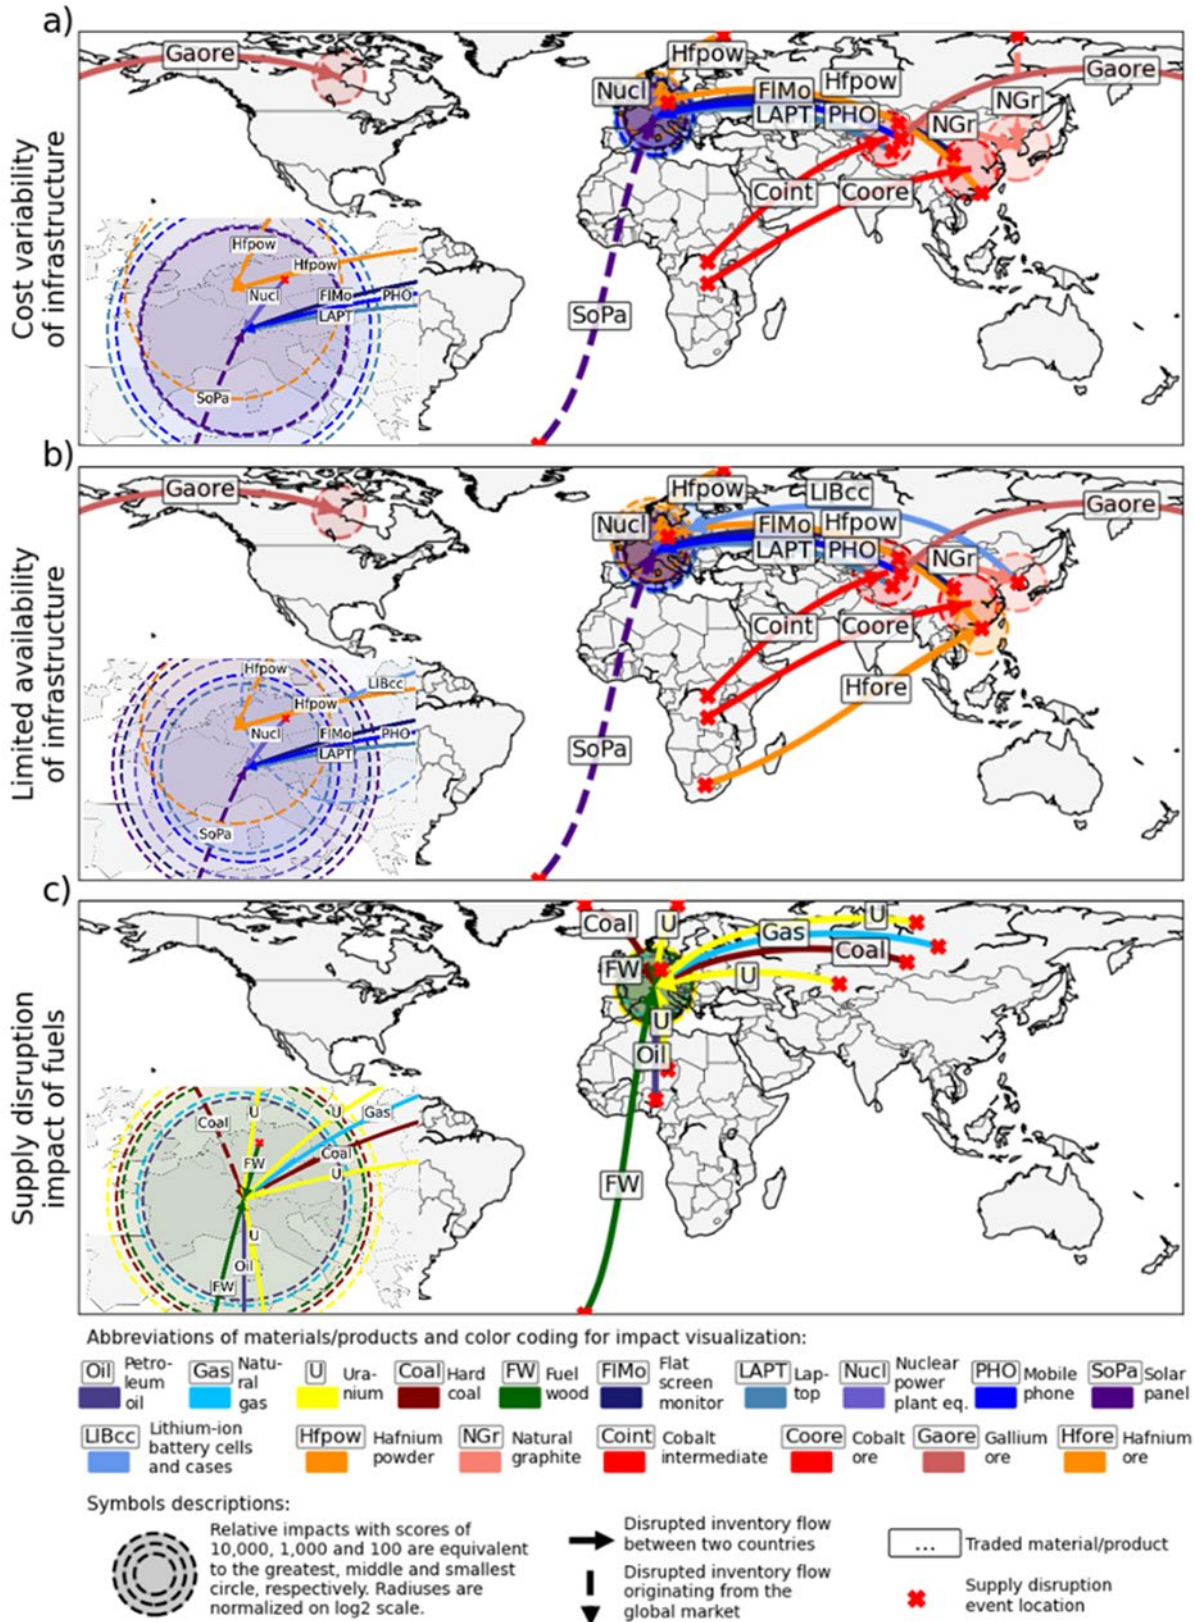 a)
Cost variability
of infrastructure
Gaore
Hfpow
Nucl
FlMo
Hfpow
LAPT
PHO
NGr
NGr
Gaore
Coint
Coore
SoPa
Hfpow
Hfpow
Nucl
FlMo
PHO
LAPT
SoPa
b)
Limited availability
of infrastructure
Gaore
Hfpow
LIBcc
Nucl
FlMo
Hfpow
LAPT
PHO
NGr
Gaore
Coint
Coore
Hfore
SoPa
Hfpow
LIBcc
Hfpow
Nucl
FlMo
PHO
LAPT
SoPa
c)
Supply disruption
impact of fuels
Coal
U
U
Gas
Coal
FW
U
U
Oil
FW
Coal
U
U
Gas
FW
Coal
U
U
Oil
FW
Abbreviations of materials/products and color coding for impact visualization:
Oil Petro-
leum
oil
Gas Natu-
ral
gas
U Ura-
nium
Coal Hard
coal
FW Fuel
wood
FlMo Flat
screen
monitor
LAPT Lap-
top
Nucl Nuclear
power
plant eq.
PHO Mobile
phone
SoPa Solar
panel
LIBcc Lithium-ion
battery cells
and cases
Hfpow Hafnium
powder
NGr Natural
graphite
Coint Cobalt
intermediate
Coore Cobalt
ore
Gaore Gallium
ore
Hfore Hafnium
ore
Symbols descriptions:
Relative impacts with scores of
10,000, 1,000 and 100 are equivalent
to the greatest, middle and smallest
circle, respectively. Radiuses are
normalized on log2 scale.
Disrupted inventory flow
between two countries
Disrupted inventory flow
originating from the
global market
... Traded material/product
Supply disruption
event location